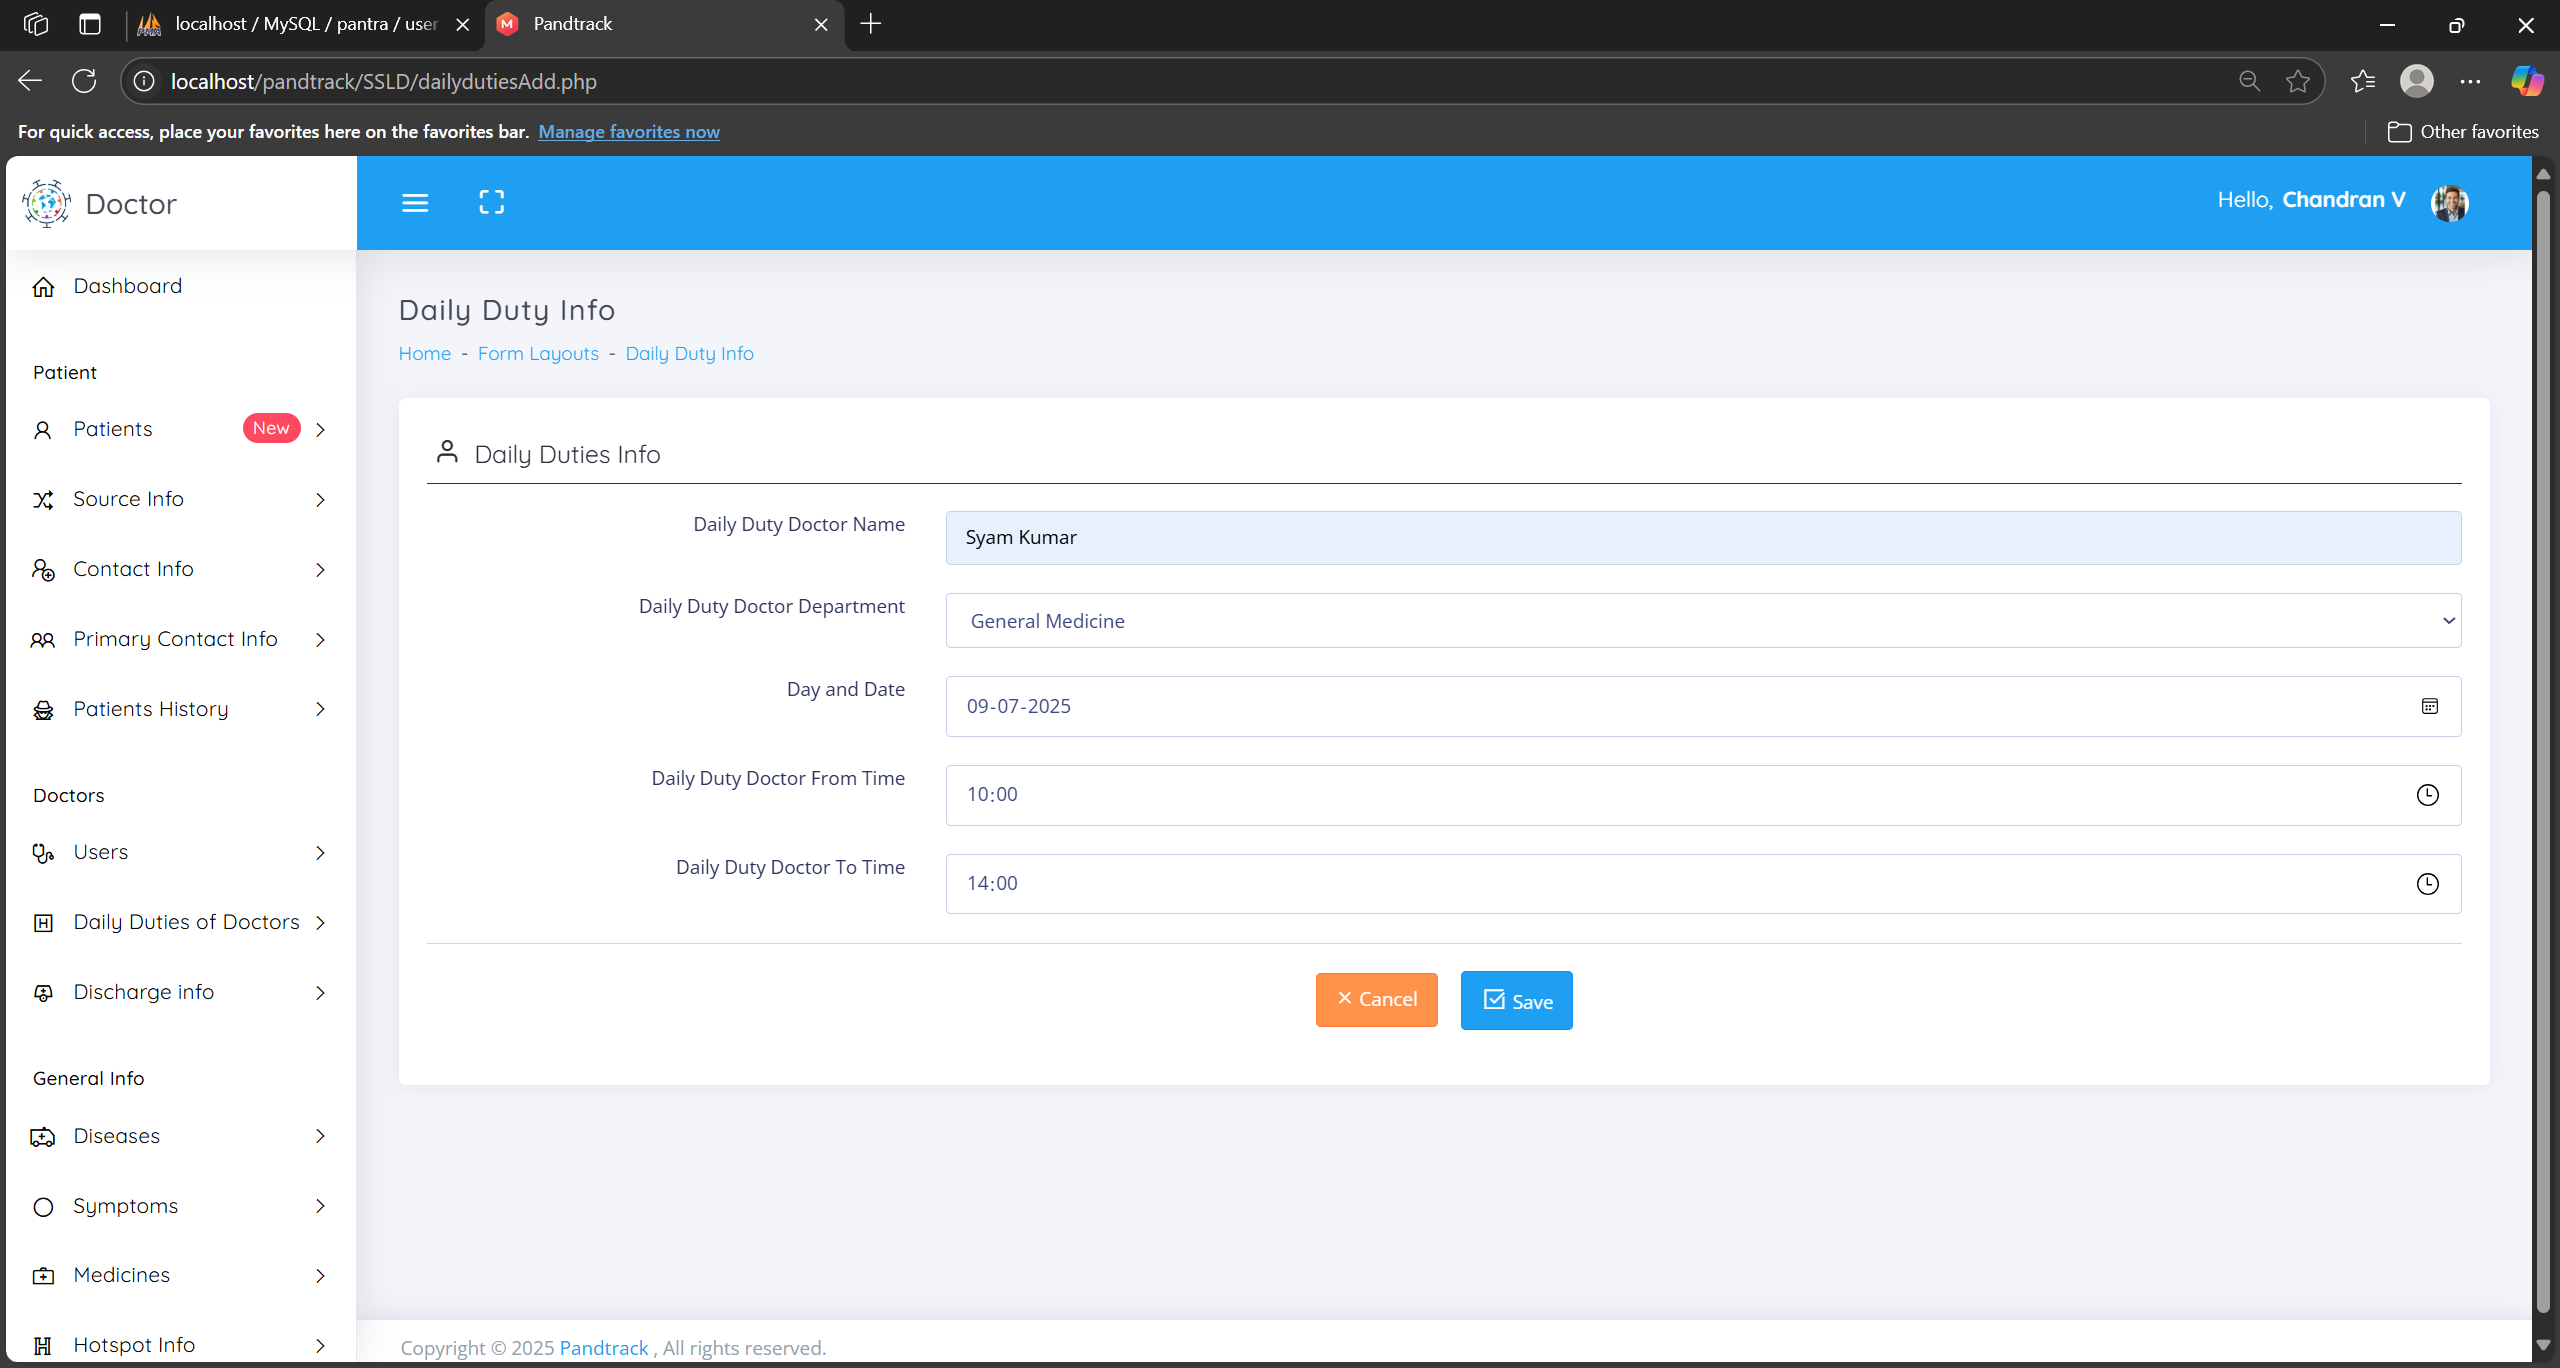 localhost / MySQL / pantra / user
Pandtrack
localhost/pandtrack/SSLD/dailydutiesAdd.php
For quick access, place your favorites here on the favorites bar. Manage favorites now
Other favorites
Doctor
Hello, Chandran V
Dashboard
Patient
Patients New
Source Info
Contact Info
Primary Contact Info
Patients History
Doctors
Users
Daily Duties of Doctors
Discharge info
General Info
Diseases
Symptoms
Medicines
Hotspot Info
Daily Duty Info
Home - Form Layouts - Daily Duty Info
Daily Duties Info
Daily Duty Doctor Name
Syam Kumar
Daily Duty Doctor Department
General Medicine
Day and Date
09-07-2025
Daily Duty Doctor From Time
10:00
Daily Duty Doctor To Time
14:00
Cancel
Save
Copyright © 2025 Pandtrack , All rights reserved.